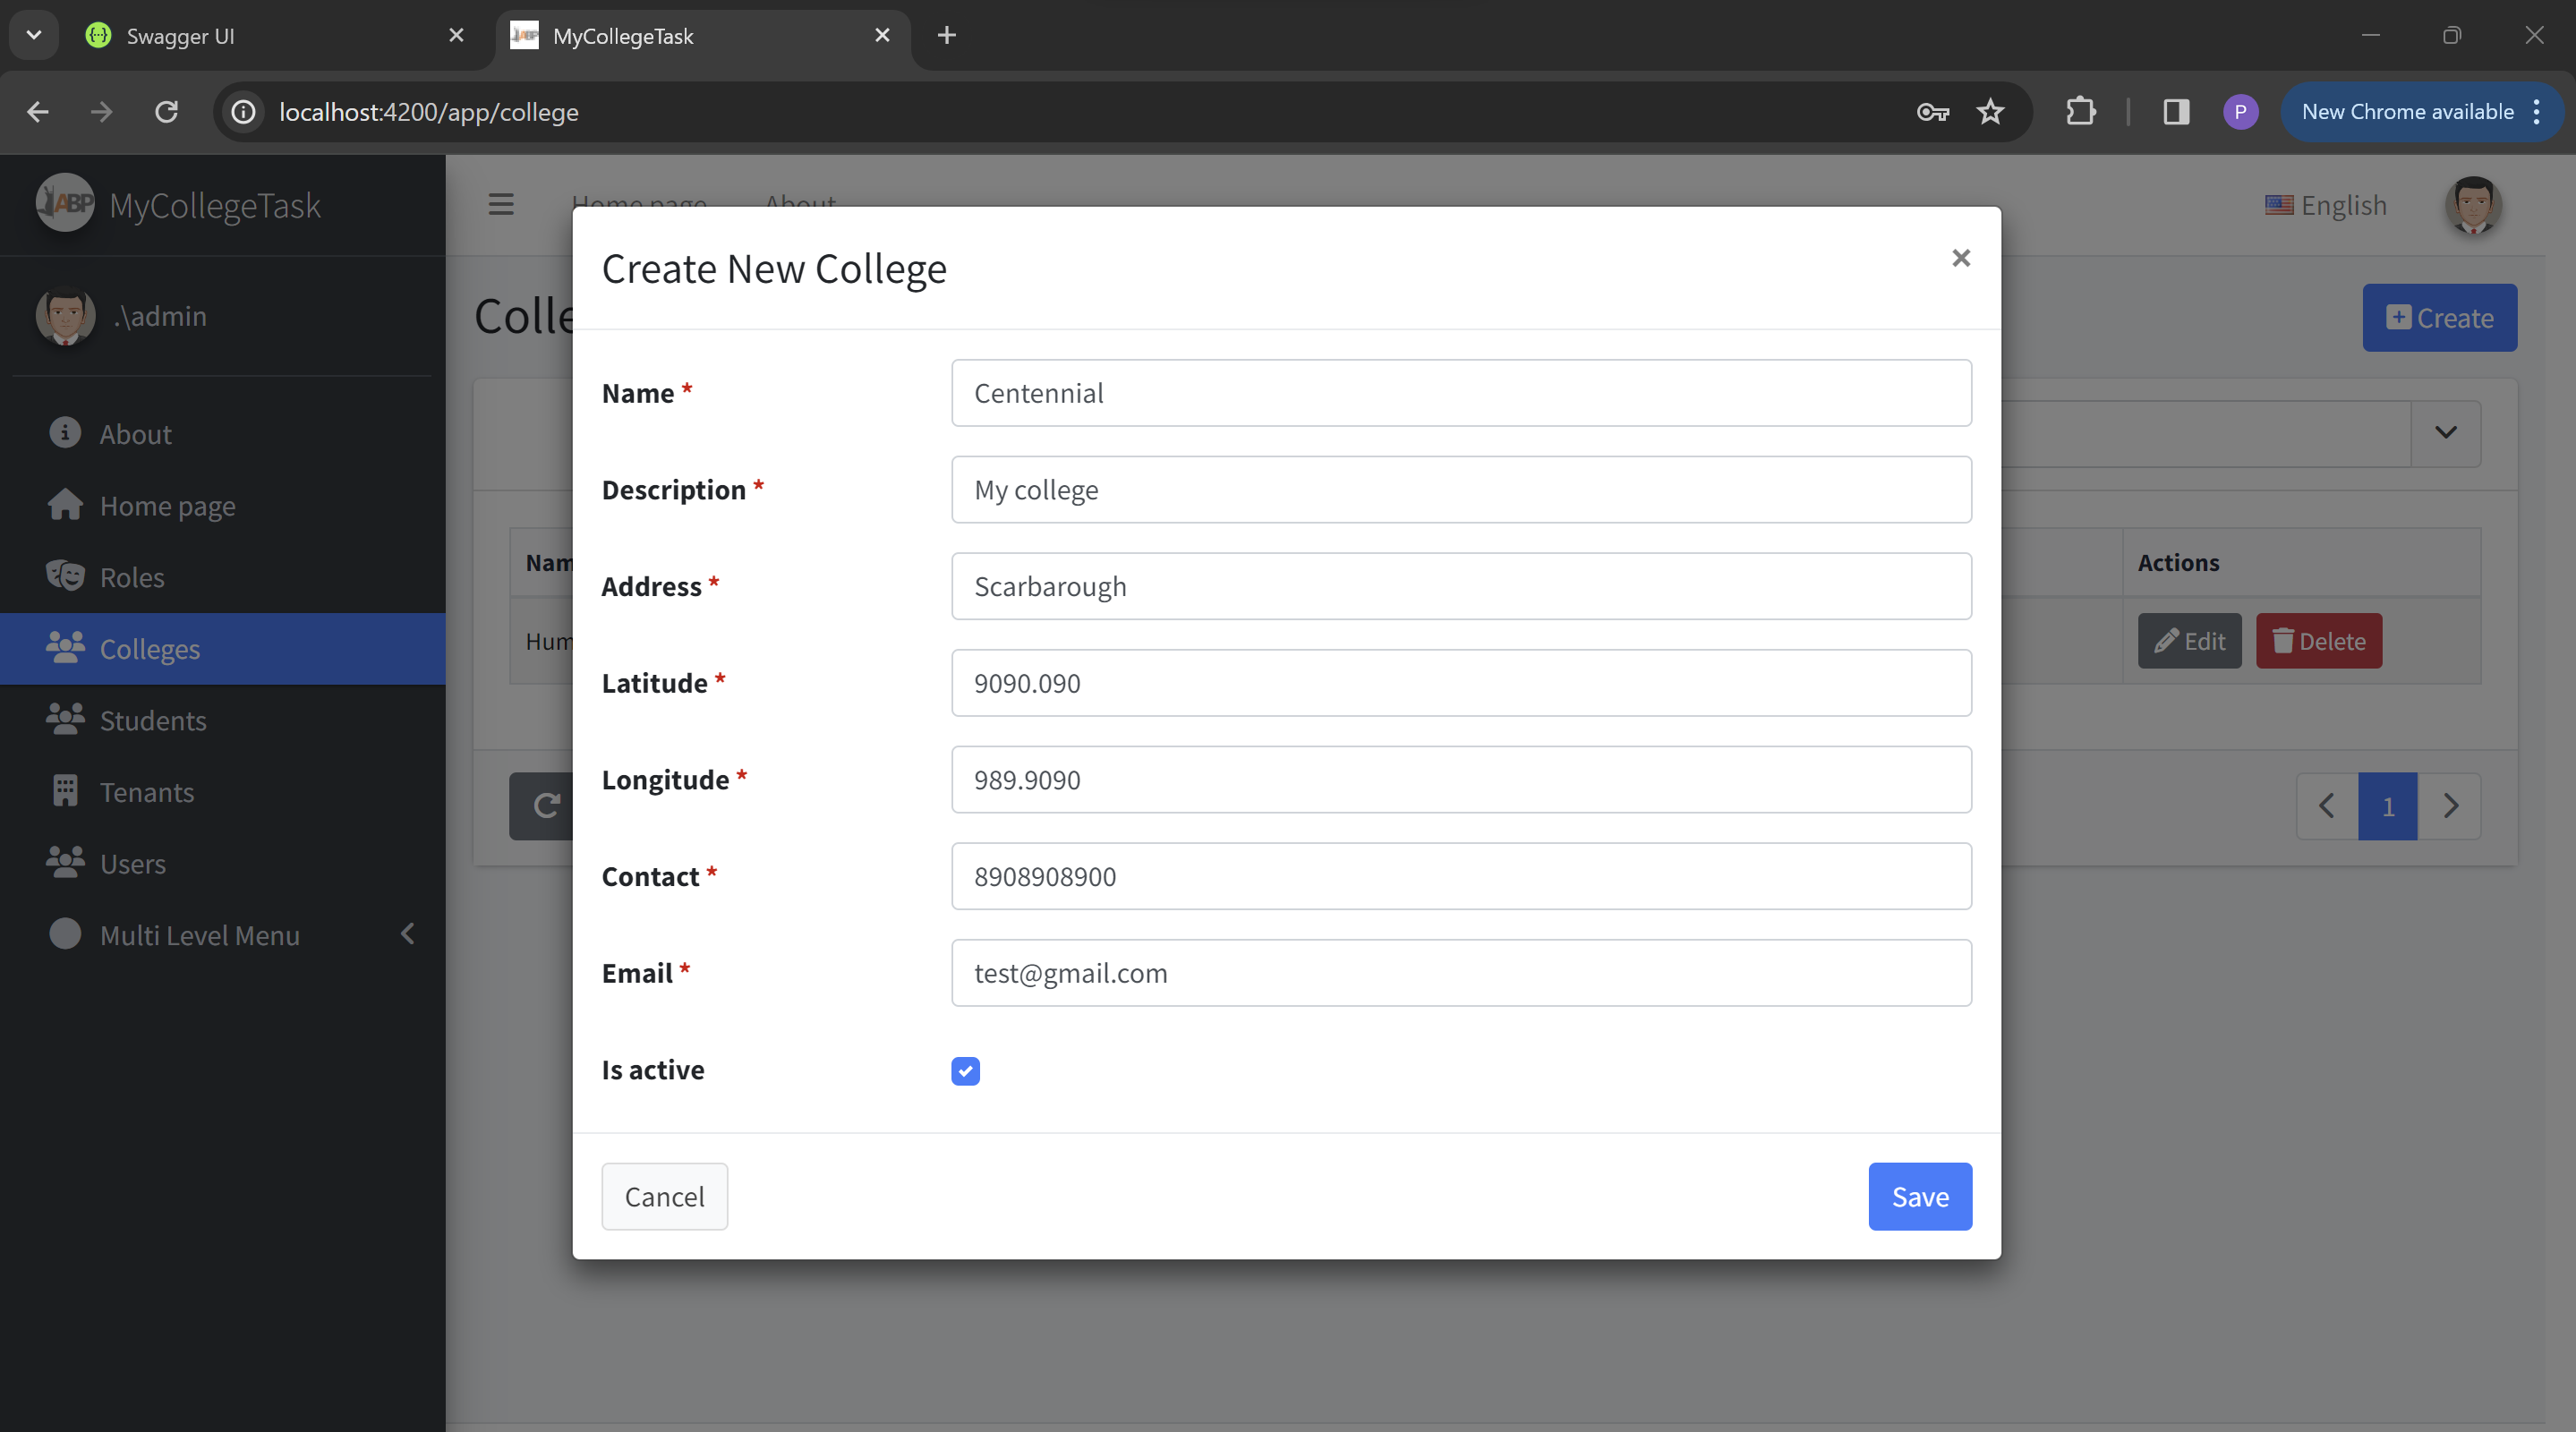 Swagger UI
MyCollegeTask
localhost:4200/app/college
P
New Chrome available
ABP MyCollegeTask
Home page About
English
.\admin
Colle
Create
Create New College
Name *
Centennial
Description *
My college
Address *
Scarbarough
Latitude *
9090.090
Longitude *
989.9090
Contact *
8908908900
Email *
test@gmail.com
Is active
Cancel
Save
About
Home page
Roles
Colleges
Students
Tenants
Users
Multi Level Menu
Nam
Actions
Hum
Edit
Delete
1